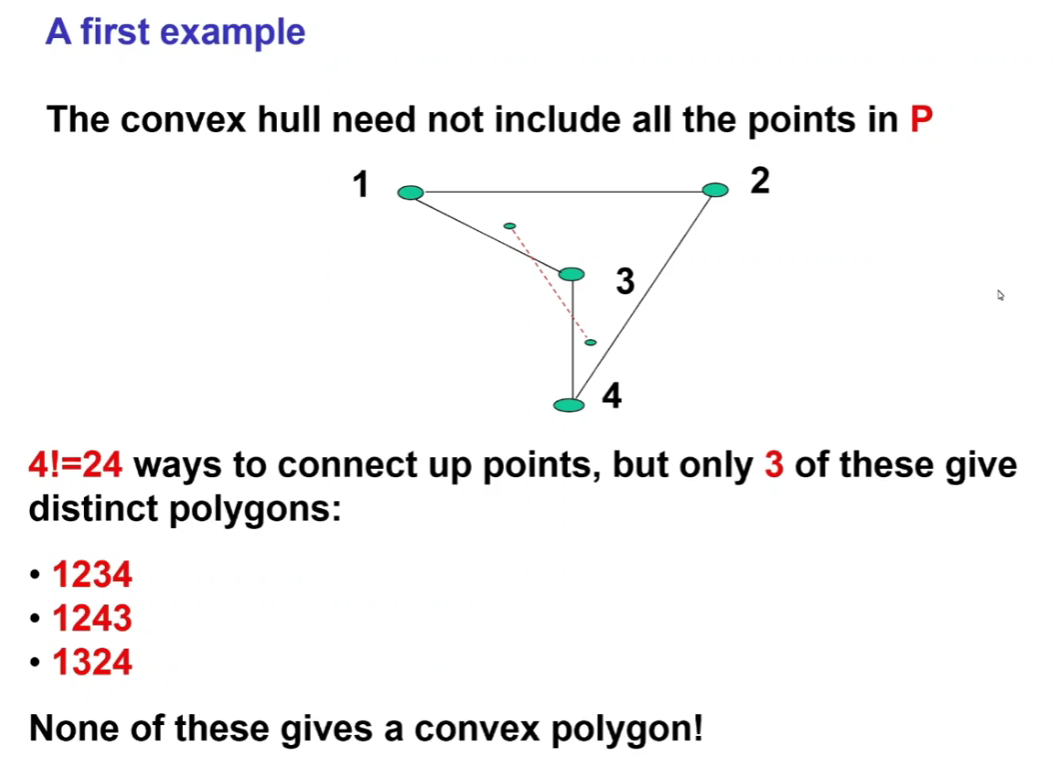 A first example
The convex hull need not include all the points in P
1
2
3
4
4!=24 ways to connect up points, but only 3 of these give
distinct polygons:
• 1234
• 1243
• 1324
None of these gives a convex polygon!